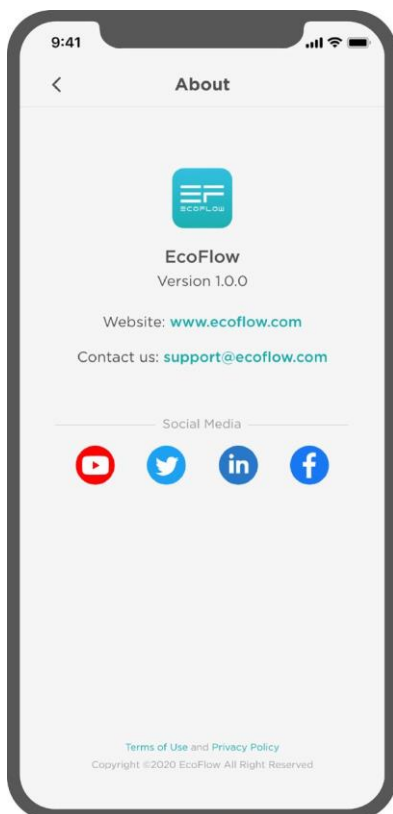 9:41
About
ECOFLOW
EcoFlow
Version 1.0.0
Website: www.ecoflow.com
Contact us: support@ecoflow.com
Social Media
in
f
Terms of Use and Privacy Policy
Copyright ©2020 EcoFlow All Right Reserved